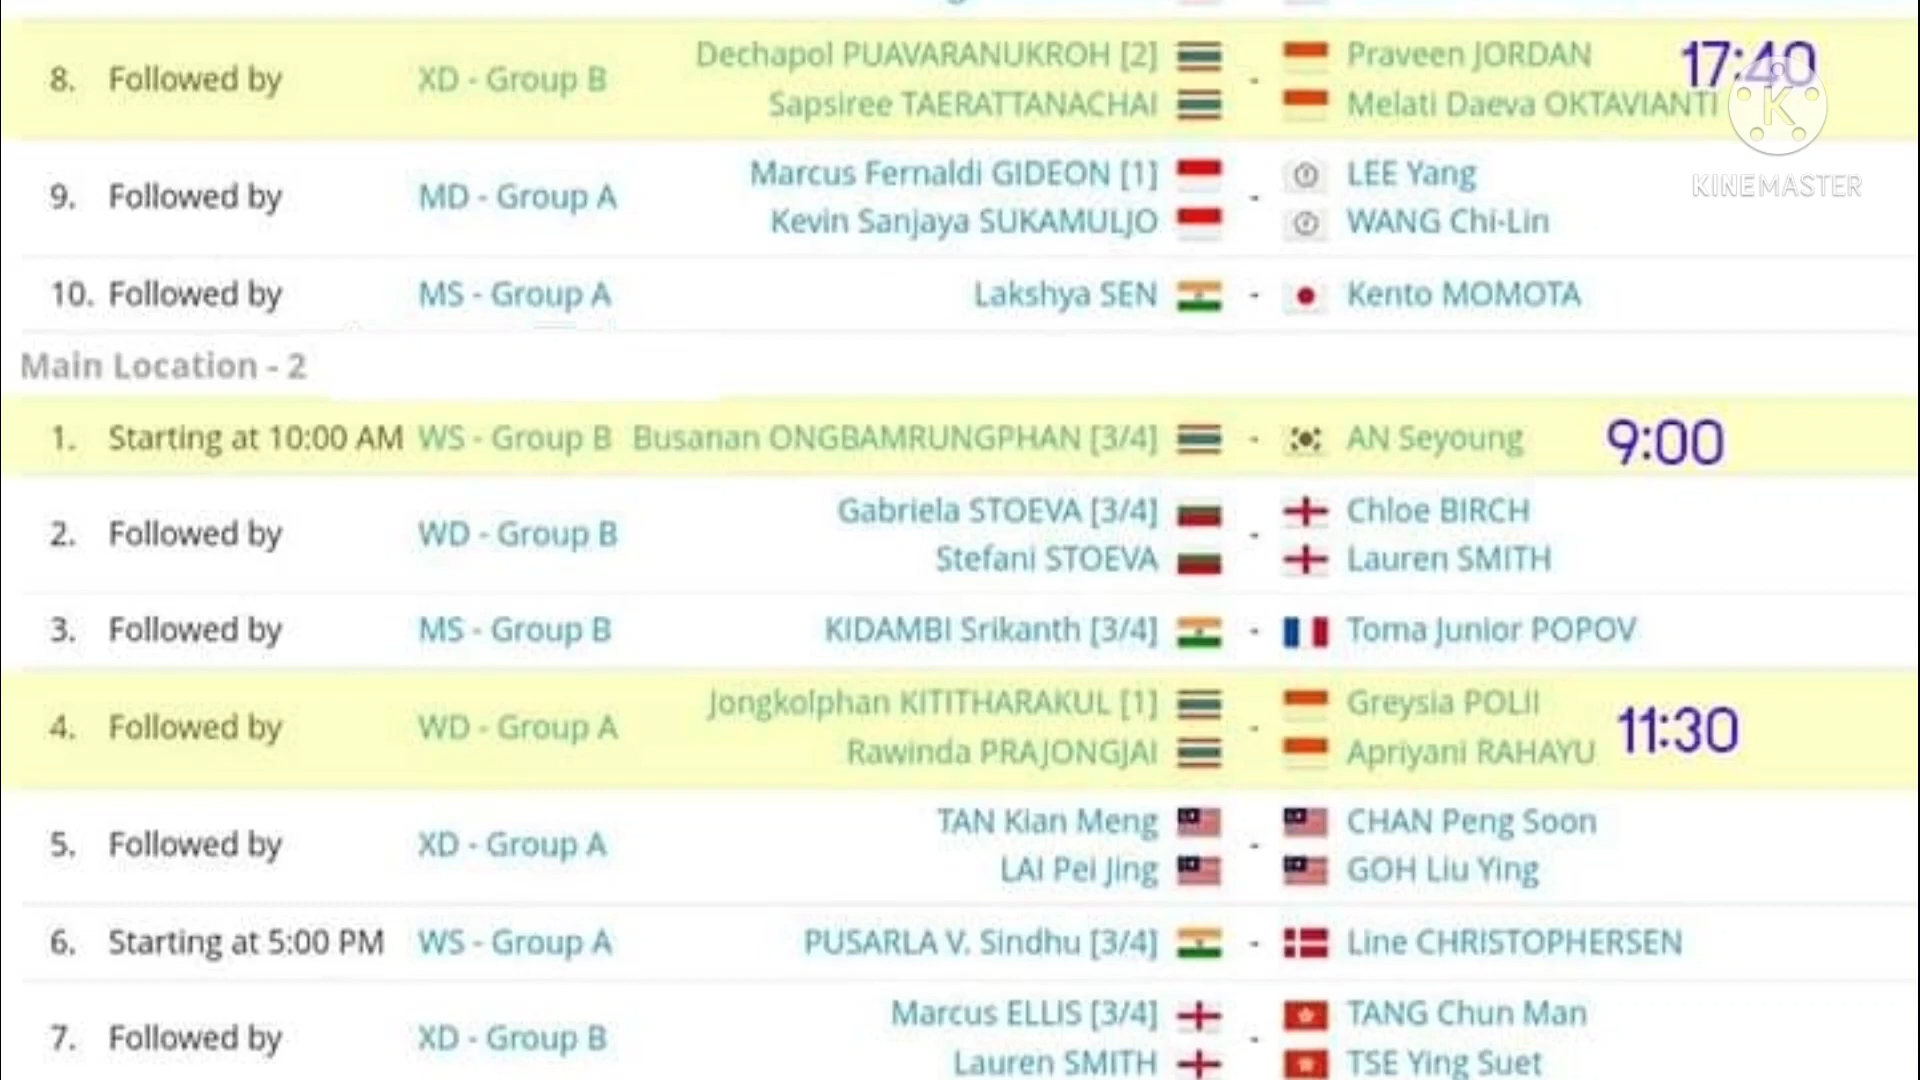 Dechapol PUAVARANUKROH [2] Praveen JORDAN 17:40
8. Followed by XD - Group B
Sapsiree TAERATTANACHAI Melati Daeva OKTAVIANTI
KINEMASTER
Marcus Fernaldi GIDEON [1] LEE Yang
9. Followed by MD - Group A -
Kevin Sanjaya SUKAMULJO WANG Chi-Lin
10. Followed by MS - Group A Lakshya SEN - Kento MOMOTA
Main Location - 2
1. Starting at 10:00 AM WS - Group B Busanan ONGBAMRUNGPHAN [3/4] - AN Seyoung 9:00
Gabriela STOEVA [3/4] Chloe BIRCH
2. Followed by WD - Group B -
Stefani STOEVA Lauren SMITH
3. Followed by MS - Group B KIDAMBI Srikanth [3/4] - Toma Junior POPOV
Jongkolphan KITITHARAKUL [1] Greysia POLII
4. Followed by WD - Group A - 11:30
Rawinda PRAJONGJAI Apriyani RAHAYU
TAN Kian Meng CHAN Peng Soon
5. Followed by XD - Group A -
LAI Pei Jing GOH Liu Ying
6. Starting at 5:00 PM WS - Group A PUSARLA V. Sindhu [3/4] - Line CHRISTOPHERSEN
Marcus ELLIS [3/4] TANG Chun Man
7. Followed by XD - Group B -
Lauren SMITH TSE Ying Suet